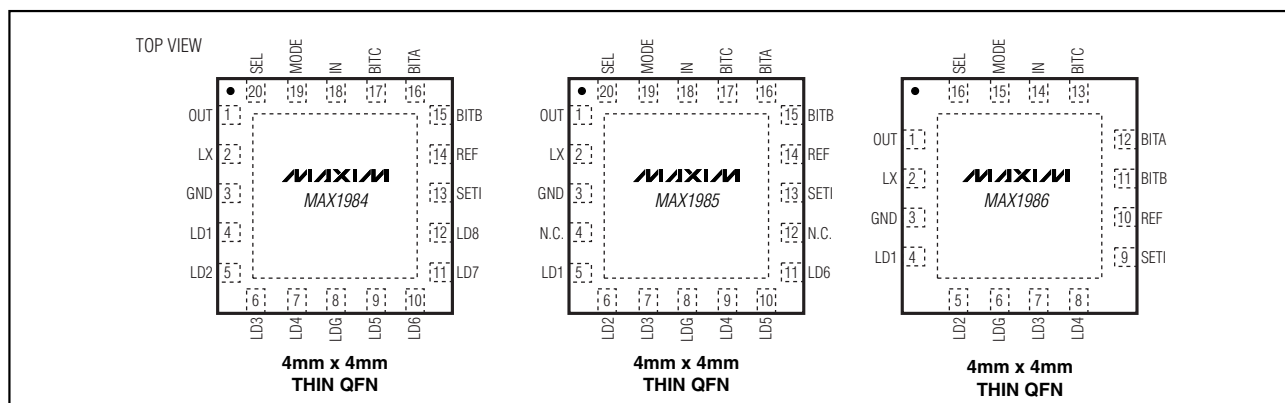 TOP VIEW
SEL MODE IN BITC BITA
20 19 18 17 16
OUT 1 15 BITB
LX 2 14 REF
GND 3 13 SETI
LD1 4 12 LD8
LD2 5 11 LD7
6 7 8 9 10
LD3 LD4 LDG LD5 LD6
MAXIM
MAX1984
4mm x 4mm
THIN QFN
SEL MODE IN BITC BITA
20 19 18 17 16
OUT 1 15 BITB
LX 2 14 REF
GND 3 13 SETI
N.C. 4 12 N.C.
LD1 5 11 LD6
6 7 8 9 10
LD2 LD3 LDG LD4 LD5
MAXIM
MAX1985
4mm x 4mm
THIN QFN
SEL MODE IN BITC
16 15 14 13
OUT 1 12 BITA
LX 2 11 BITB
GND 3 10 REF
LD1 4 9 SETI
5 6 7 8
LD2 LDG LD3 LD4
MAXIM
MAX1986
4mm x 4mm
THIN QFN